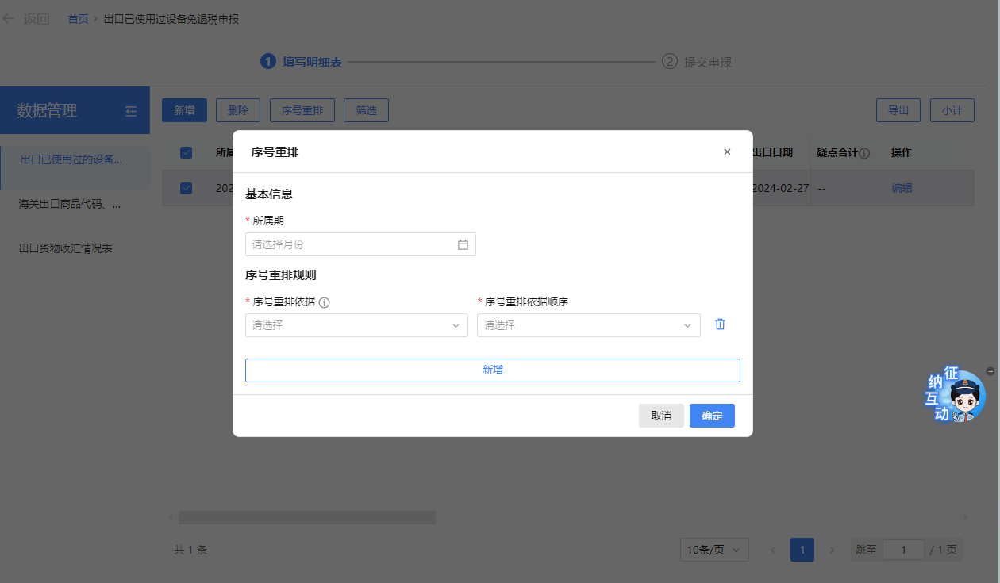 返回 首页 > 出口已使用过设备免退税申报
1 填写明细表 2 提交申报
数据管理
新增 删除 序号重排 筛选 导出 小计
出口已使用过的设备...
海关出口商品代码、...
出口货物收汇情况表
所属
出口日期 疑点合计 操作
202
2024-02-27 -- 编辑
序号重排
基本信息
* 所属期
请选择月份
序号重排规则
* 序号重排依据 * 序号重排依据顺序
请选择 请选择
新增
取消 确定
征纳互动
共 1 条 10条/页 1 跳至 1 / 1 页